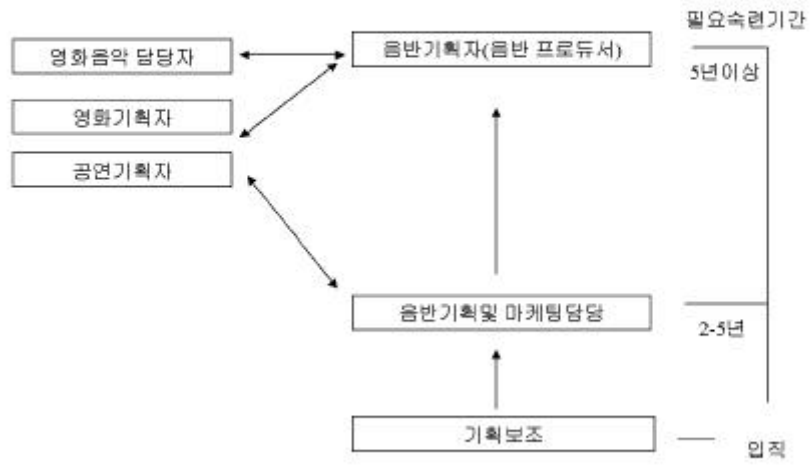 필요숙련기간
영화음악 담당자
음반기획자(음반 프로듀서)
5년이상
영화기획자
공연기획자
음반기획및 마케팅담당
2-5년
기획보조
입직